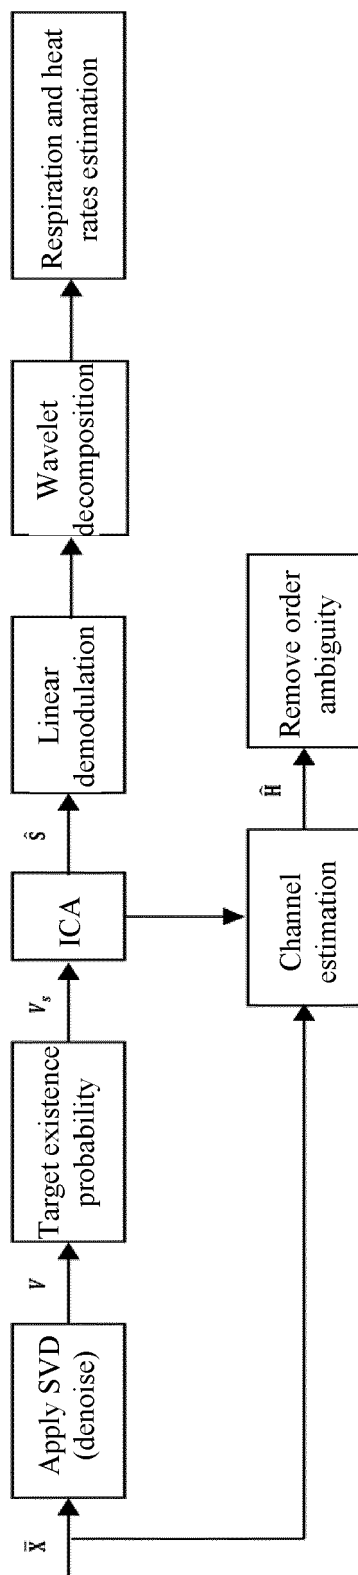 X̄
Apply SVD
(denoise)
V
Target existence
probability
Vₛ
ICA
Ŝ
Linear
demodulation
Wavelet
decomposition
Respiration and heat
rates estimation
Channel
estimation
Ĥ
Remove order
ambiguity